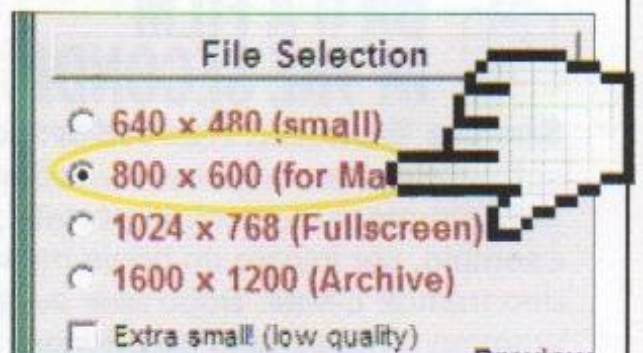 File Selection
640 x 480 (small)
800 x 600 (for Ma
1024 x 768 (Fullscreen)
1600 x 1200 (Archive)
Extra small! (low quality)